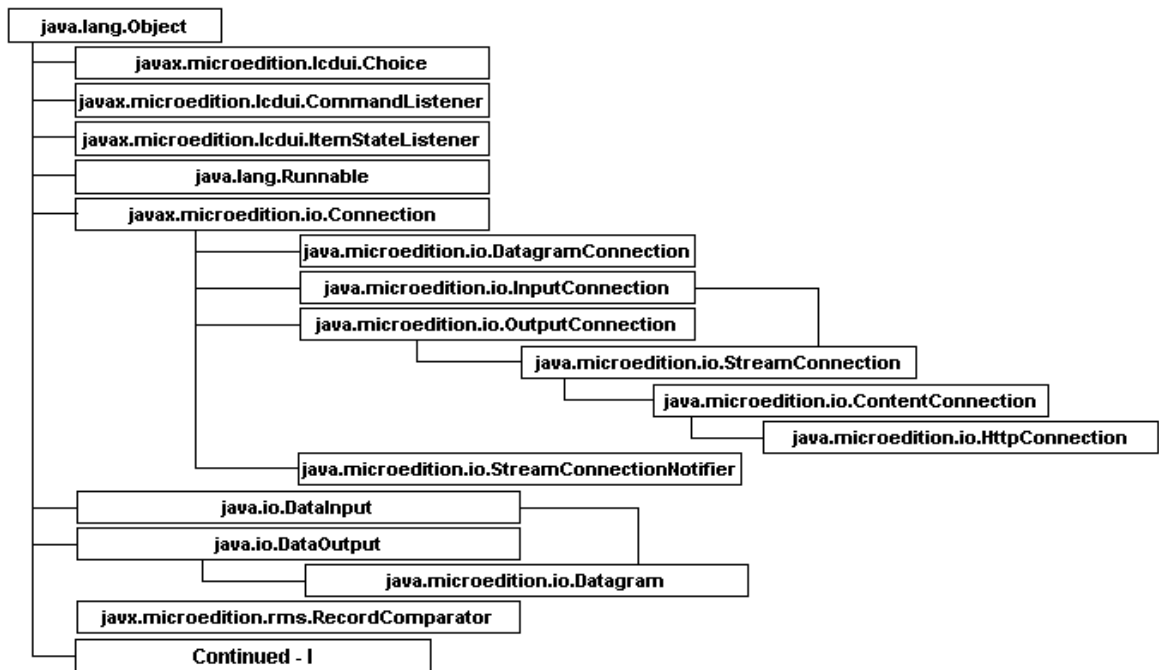 java.lang.Object
javax.microedition.lcdui.Choice
javax.microedition.lcdui.CommandListener
javax.microedition.lcdui.ItemStateListener
java.lang.Runnable
javax.microedition.io.Connection
java.microedition.io.DatagramConnection
java.microedition.io.InputConnection
java.microedition.io.OutputConnection
java.microedition.io.StreamConnection
java.microedition.io.ContentConnection
java.microedition.io.HttpConnection
java.microedition.io.StreamConnectionNotifier
java.io.DataInput
java.io.DataOutput
java.microedition.io.Datagram
javx.microedition.rms.RecordComparator
Continued - I